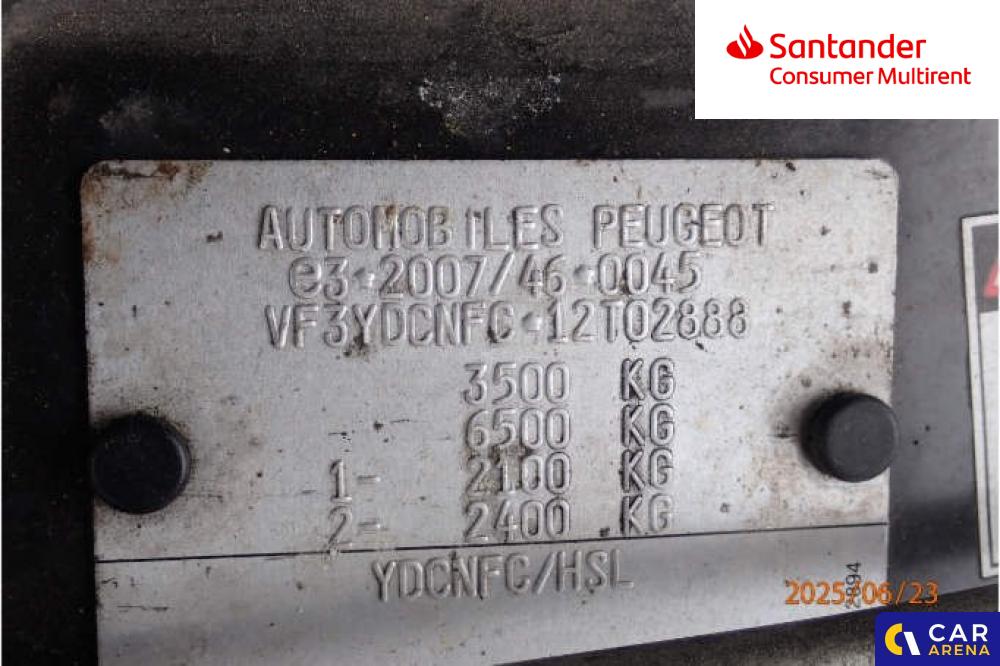 Santander
Consumer Multirent
AUTOMOBILES PEUGEOT
e3*2007/46*0045
VF3YDCNFC*12T02888
3500 KG
6500 KG
1- 2100 KG
2- 2400 KG
YDCNFC/HSL
2894
2025/06/23
CAR
ARENA